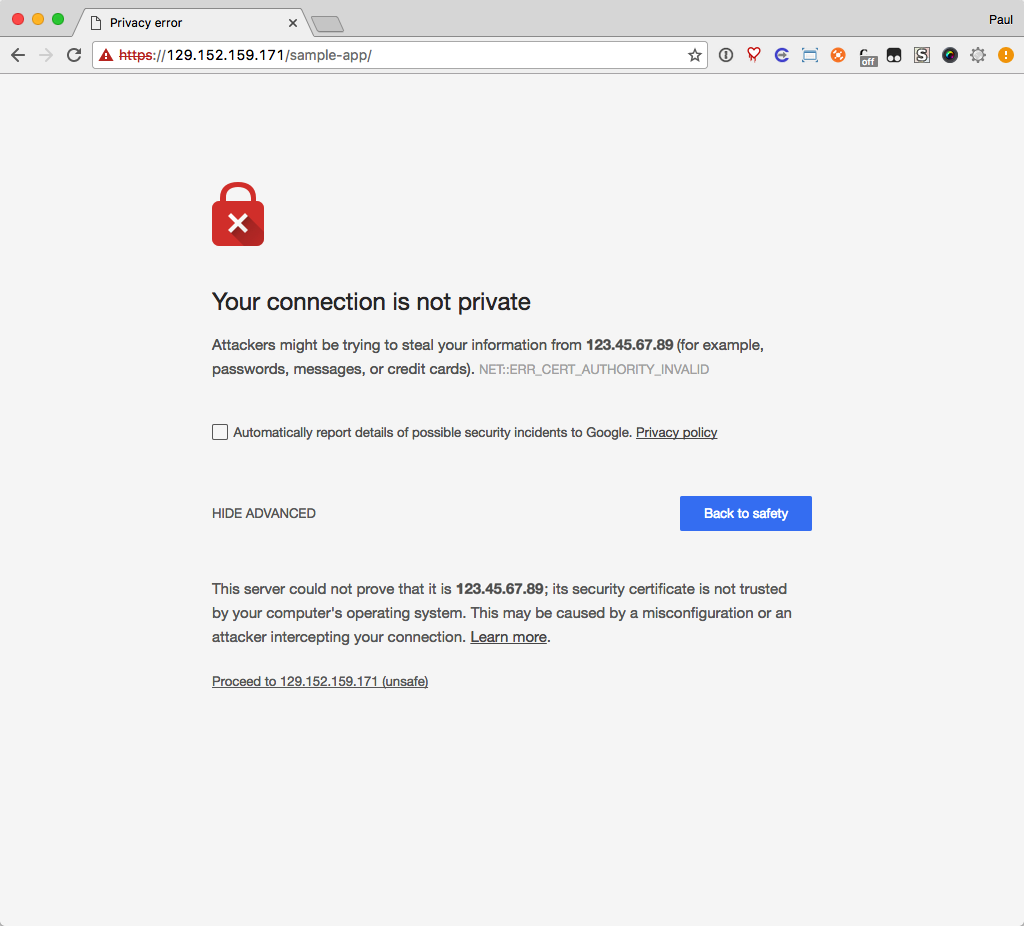 Privacy error
Paul
https://129.152.159.171/sample-app/
off
S
Your connection is not private
Attackers might be trying to steal your information from 123.45.67.89 (for example,
passwords, messages, or credit cards). NET::ERR_CERT_AUTHORITY_INVALID
Automatically report details of possible security incidents to Google. Privacy policy
HIDE ADVANCED
Back to safety
This server could not prove that it is 123.45.67.89; its security certificate is not trusted
by your computer's operating system. This may be caused by a misconfiguration or an
attacker intercepting your connection. Learn more.
Proceed to 129.152.159.171 (unsafe)